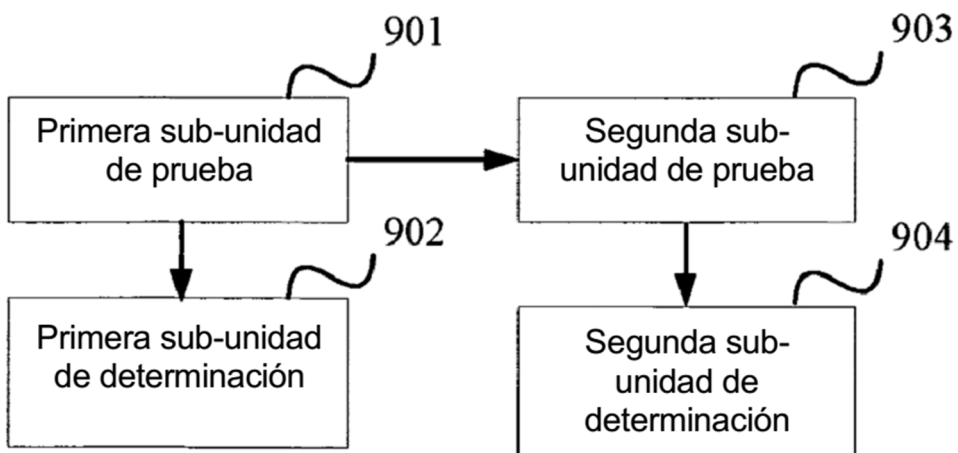 901
Primera sub-unidad
de prueba
903
Segunda sub-
unidad de prueba
902
Primera sub-unidad
de determinación
904
Segunda sub-
unidad de
determinación